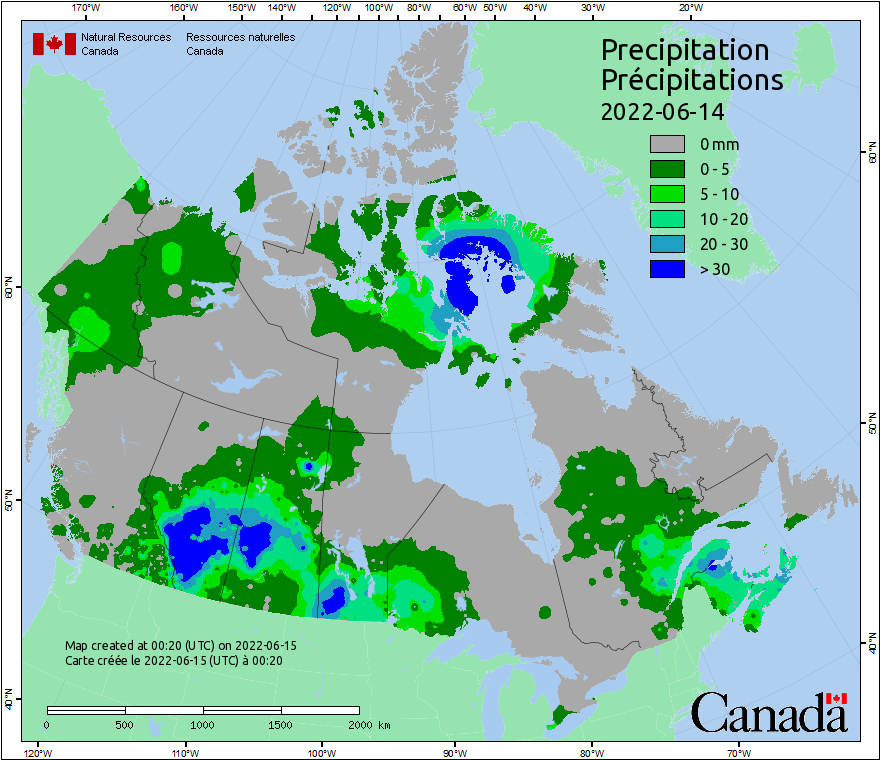 170°W 160°W 150°W 140°W 130°W 120°W 110°W 100°W 90°W 80°W 60°W 50°W 40°W 30°W 20°W
Natural Resources Ressources naturelles
Canada Canada
Precipitation
Précipitations
2022-06-14
0 mm
0 - 5
5 - 10
10 - 20
20 - 30
> 30
60°N
60°N
50°N
50°N
40°N
40°N
Map created at 00:20 (UTC) on 2022-06-15
Carte créée le 2022-06-15 (UTC) à 00:20
0 500 1000 1500 2000 km
Canada
120°W 110°W 100°W 90°W 80°W 70°W